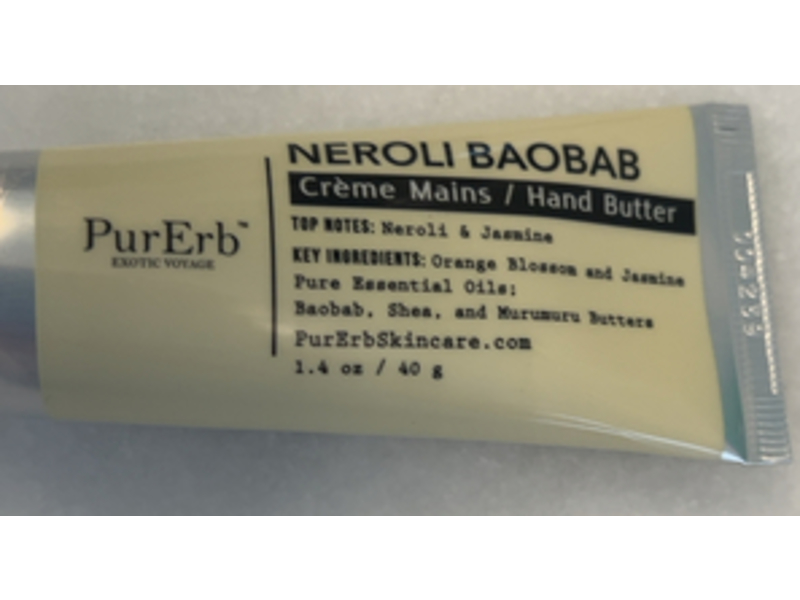 PurErb™
EXOTIC VOYAGE
NEROLI BAOBAB
Crème Mains / Hand Butter
TOP NOTES: Neroli & Jasmine
KEY INGREDIENTS: Orange Blossom and Jasmine
Pure Essential Oils;
Baobab, Shea, and Murumuru Butters
PurErbSkincare.com
1.4 oz / 40 g